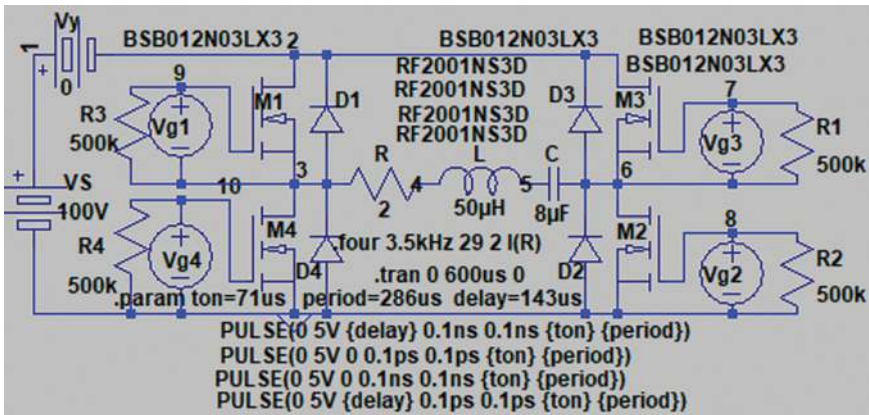 Vy
1
+
0
BSB012N03LX3
2
BSB012N03LX3
BSB012N03LX3
BSB012N03LX3
RF2001NS3D
RF2001NS3D
RF2001NS3D
RF2001NS3D
9
R3
500k
+
Vg1
M1
D1
D3
M3
7
+
Vg3
R1
500k
+
VS
100V
10
3
R
2
4
L
50µH
5
C
8µF
6
R4
500k
+
Vg4
M4
D4
D2
M2
8
+
Vg2
R2
500k
.four 3.5kHz 29 2 I(R)
.tran 0 600us 0
.param ton=71us period=286us delay=143us
PULSE(0 5V {delay} 0.1ns 0.1ns {ton} {period})
PULSE(0 5V 0 0.1ps 0.1ps {ton} {period})
PULSE(0 5V 0 0.1ns 0.1ns {ton} {period})
PULSE(0 5V {delay} 0.1ps 0.1ps {ton} {period})